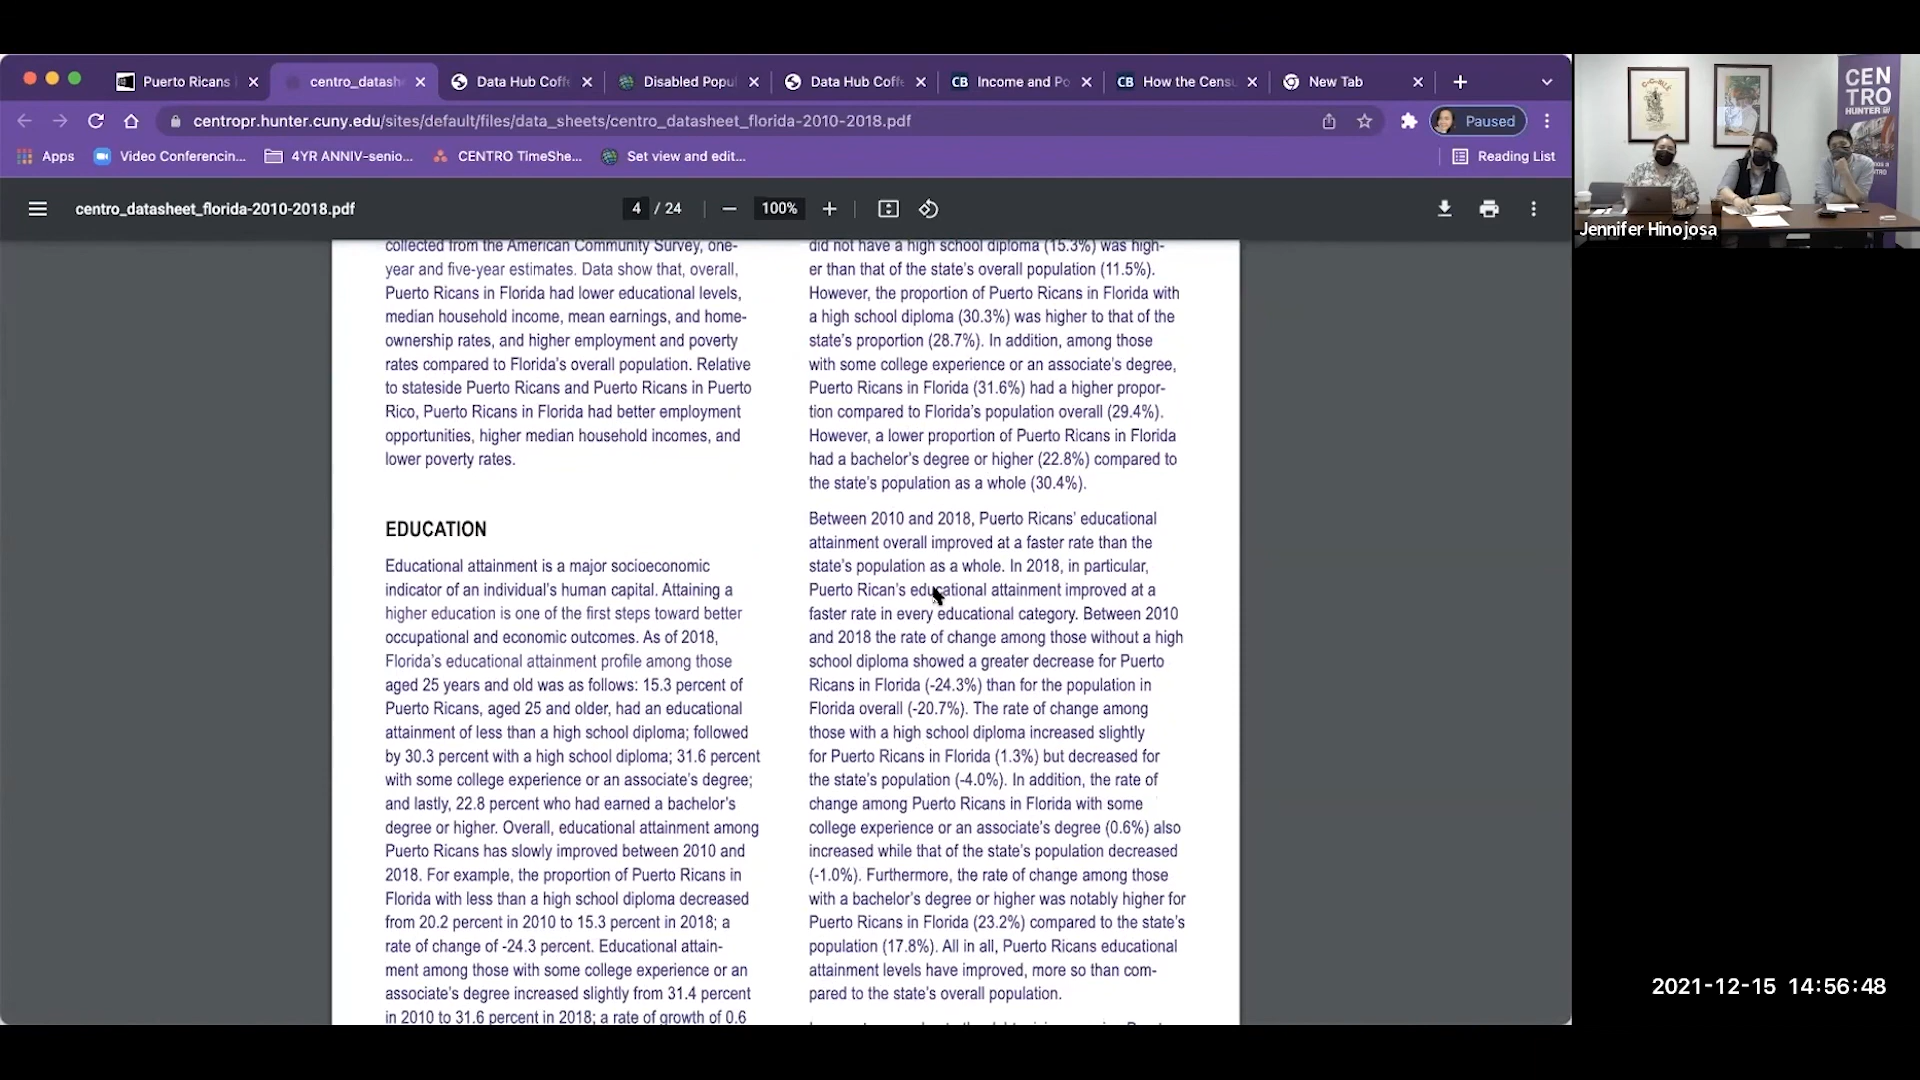 Puerto Ricans
centro_datash
Data Hub Coff
Disabled Popu
Data Hub Coff
CB Income and Po
CB How the Censu
New Tab
centropr.hunter.cuny.edu/sites/default/files/data_sheets/centro_datasheet_florida-2010-2018.pdf
Paused
Apps
Video Conferencin...
4YR ANNIV-senio...
CENTRO TimeShe...
Set view and edit...
Reading List
centro_datasheet_florida-2010-2018.pdf
4 / 24
100%
collected from the American Community Survey, one-
year and five-year estimates. Data show that, overall,
Puerto Ricans in Florida had lower educational levels,
median household income, mean earnings, and home-
ownership rates, and higher employment and poverty
rates compared to Florida's overall population. Relative
to stateside Puerto Ricans and Puerto Ricans in Puerto
Rico, Puerto Ricans in Florida had better employment
opportunities, higher median household incomes, and
lower poverty rates.
EDUCATION
Educational attainment is a major socioeconomic
indicator of an individual's human capital. Attaining a
higher education is one of the first steps toward better
occupational and economic outcomes. As of 2018,
Florida's educational attainment profile among those
aged 25 years and old was as follows: 15.3 percent of
Puerto Ricans, aged 25 and older, had an educational
attainment of less than a high school diploma; followed
by 30.3 percent with a high school diploma; 31.6 percent
with some college experience or an associate's degree;
and lastly, 22.8 percent who had earned a bachelor's
degree or higher. Overall, educational attainment among
Puerto Ricans has slowly improved between 2010 and
2018. For example, the proportion of Puerto Ricans in
Florida with less than a high school diploma decreased
from 20.2 percent in 2010 to 15.3 percent in 2018; a
rate of change of -24.3 percent. Educational attain-
ment among those with some college experience or an
associate's degree increased slightly from 31.4 percent
in 2010 to 31.6 percent in 2018; a rate of growth of 0.6
did not have a high school diploma (15.3%) was high-
er than that of the state's overall population (11.5%).
However, the proportion of Puerto Ricans in Florida with
a high school diploma (30.3%) was higher to that of the
state's proportion (28.7%). In addition, among those
with some college experience or an associate's degree,
Puerto Ricans in Florida (31.6%) had a higher propor-
tion compared to Florida's population overall (29.4%).
However, a lower proportion of Puerto Ricans in Florida
had a bachelor's degree or higher (22.8%) compared to
the state's population as a whole (30.4%).
Between 2010 and 2018, Puerto Ricans' educational
attainment overall improved at a faster rate than the
state's population as a whole. In 2018, in particular,
Puerto Rican's educational attainment improved at a
faster rate in every educational category. Between 2010
and 2018 the rate of change among those without a high
school diploma showed a greater decrease for Puerto
Ricans in Florida (-24.3%) than for the population in
Florida overall (-20.7%). The rate of change among
those with a high school diploma increased slightly
for Puerto Ricans in Florida (1.3%) but decreased for
the state's population (-4.0%). In addition, the rate of
change among Puerto Ricans in Florida with some
college experience or an associate's degree (0.6%) also
increased while that of the state's population decreased
(-1.0%). Furthermore, the rate of change among those
with a bachelor's degree or higher was notably higher for
Puerto Ricans in Florida (23.2%) compared to the state's
population (17.8%). All in all, Puerto Ricans educational
attainment levels have improved, more so than com-
pared to the state's overall population.
CEN
TRO
HUNTER
Jennifer Hinojosa
2021-12-15 14:56:48